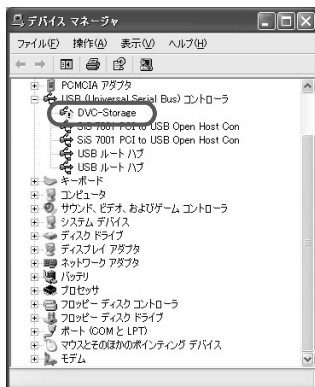 デバイス マネージャ
ファイル(F) 操作(A) 表示(V) ヘルプ(H)
PCMCIA アダプタ
USB (Universal Serial Bus) コントローラ
DVC-Storage
SiS 7001 PCI to USB Open Host Con
SiS 7001 PCI to USB Open Host Con
USB ルート ハブ
USB ルート ハブ
キーボード
コンピュータ
サウンド、ビデオ、およびゲーム コントローラ
システム デバイス
ディスク ドライブ
ディスプレイ アダプタ
ネットワーク アダプタ
バッテリ
プロセッサ
フロッピー ディスク コントローラ
フロッピー ディスク ドライブ
ポート (COM と LPT)
マウスとそのほかのポインティング デバイス
モデム